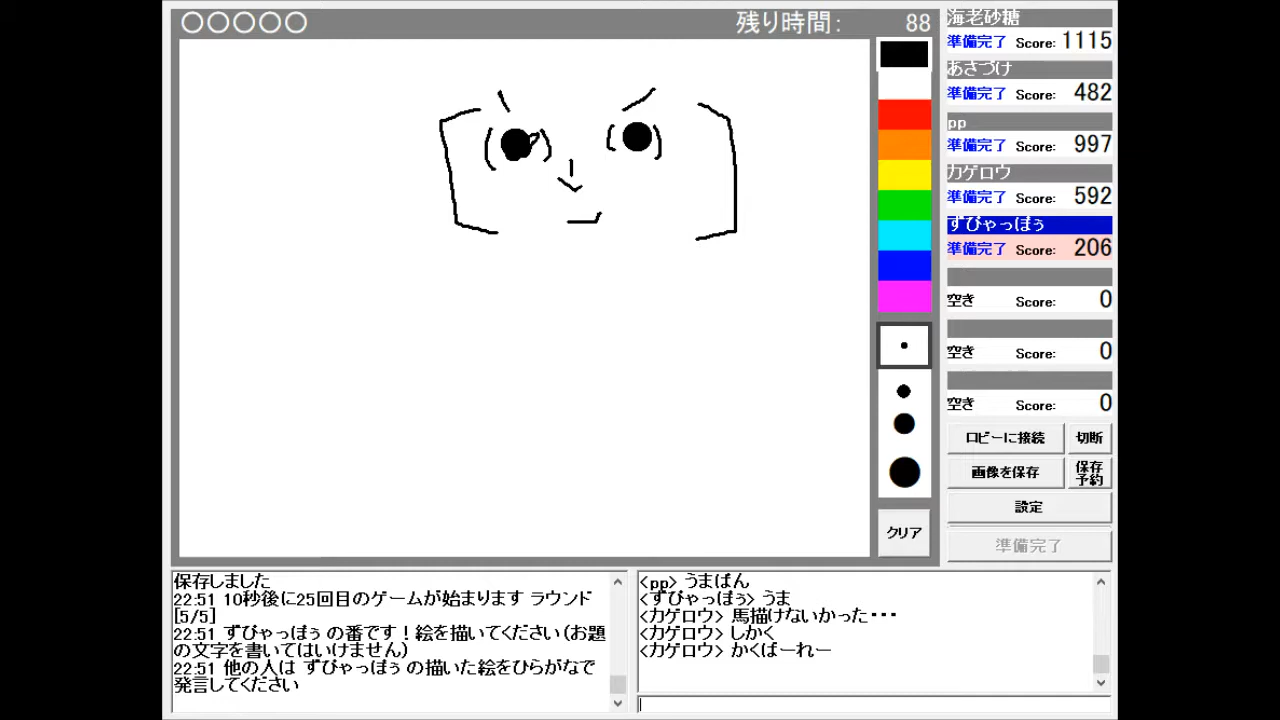 ○○○○○
残り時間: 88
海老砂糖
準備完了 Score: 1115
あさづけ
準備完了 Score: 482
pp
準備完了 Score: 997
カゲロウ
準備完了 Score: 592
ずびゃっぽぅ
準備完了 Score: 206
空き Score: 0
空き Score: 0
空き Score: 0
ロビーに接続 切断
画像を保存 保存予約
設定
準備完了
クリア
保存しました
22:51 10秒後に25回目のゲームが始まります ラウンド
[5/5]
22:51 ずびゃっぽぅ の番です！絵を描いてください(お題
の文字を書いてはいけません)
22:51 他の人は ずびゃっぽぅ の描いた絵をひらがなで
発言してください
<pp> うまぱん
<ずびゃっぽぅ> うま
<カゲロウ> 馬描けないかった・・・
<カゲロウ> しかく
<カゲロウ> かくばーれー